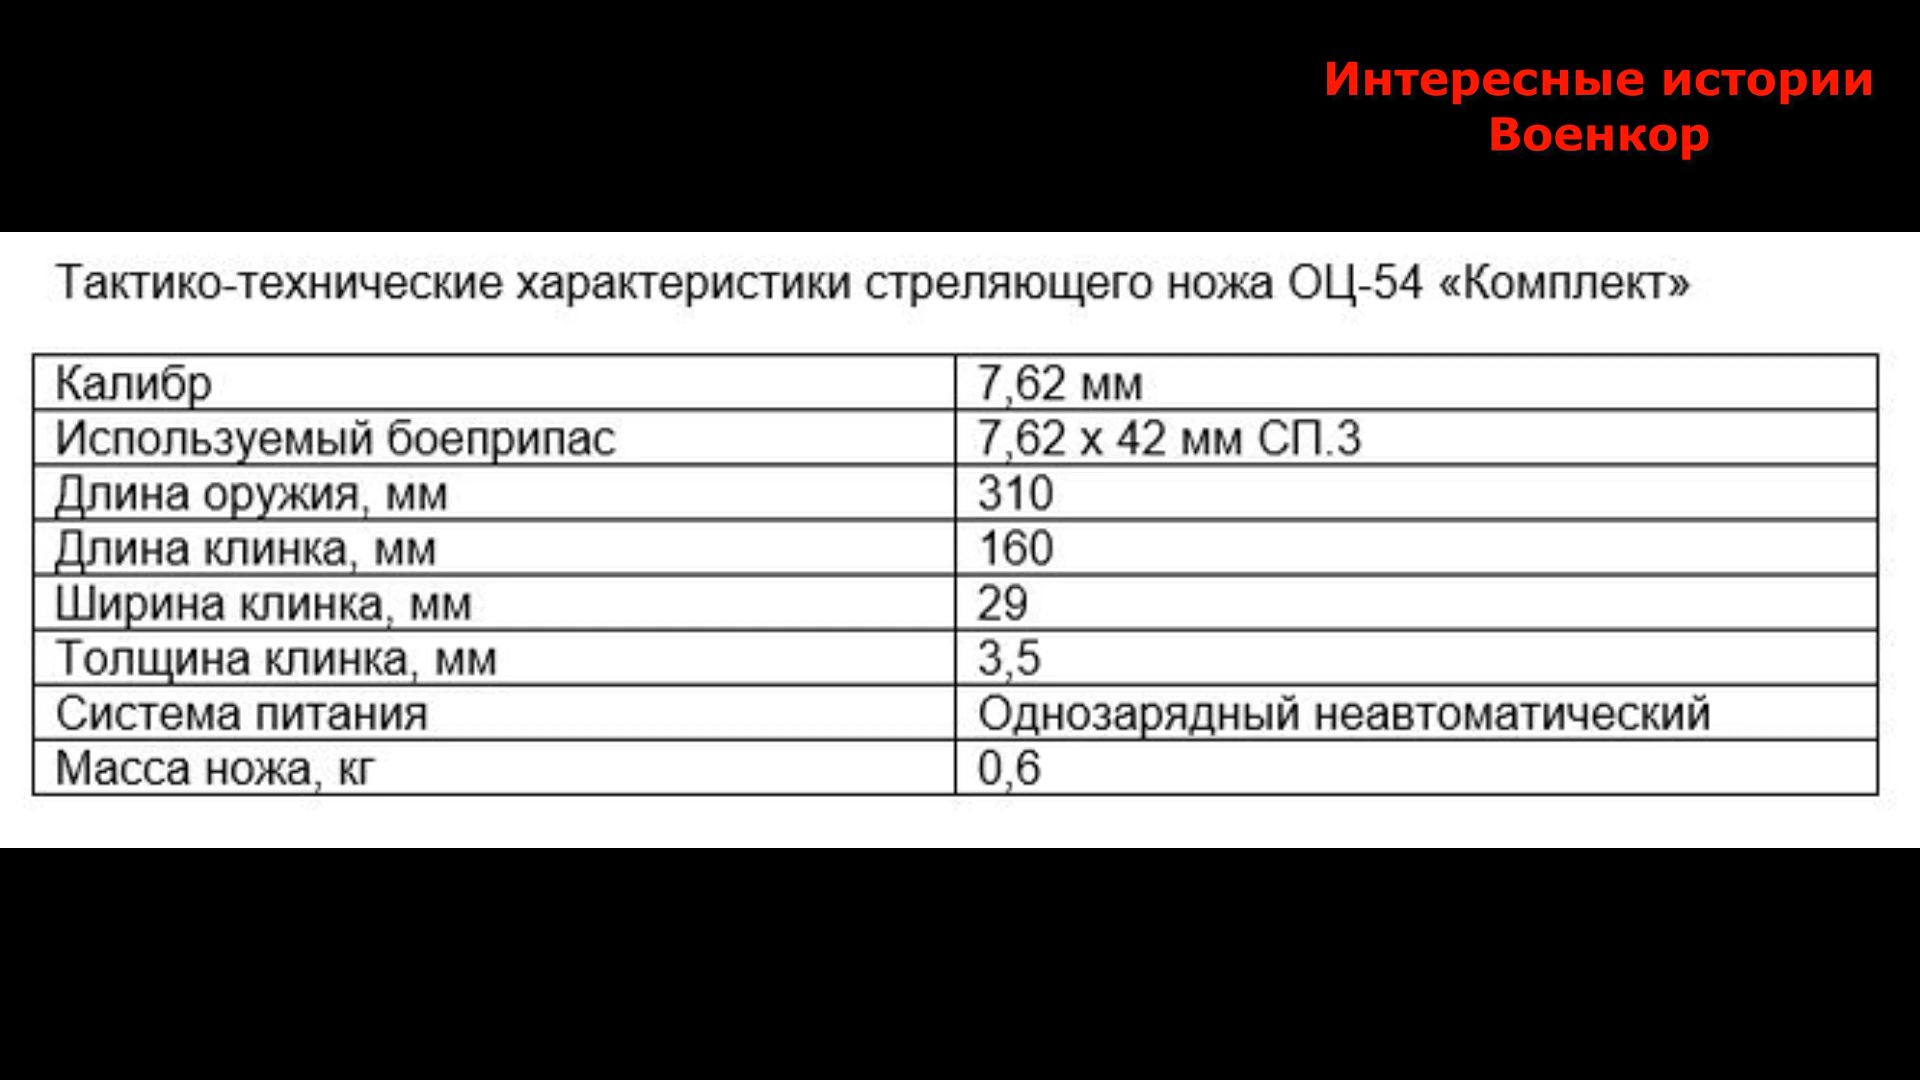 Интересные истории
Военкор
Тактико-технические характеристики стреляющего ножа ОЦ-54 «Комплект»
Калибр 7,62 мм
Используемый боеприпас 7,62 х 42 мм СП.3
Длина оружия, мм 310
Длина клинка, мм 160
Ширина клинка, мм 29
Толщина клинка, мм 3,5
Система питания Однозарядный неавтоматический
Масса ножа, кг 0,6